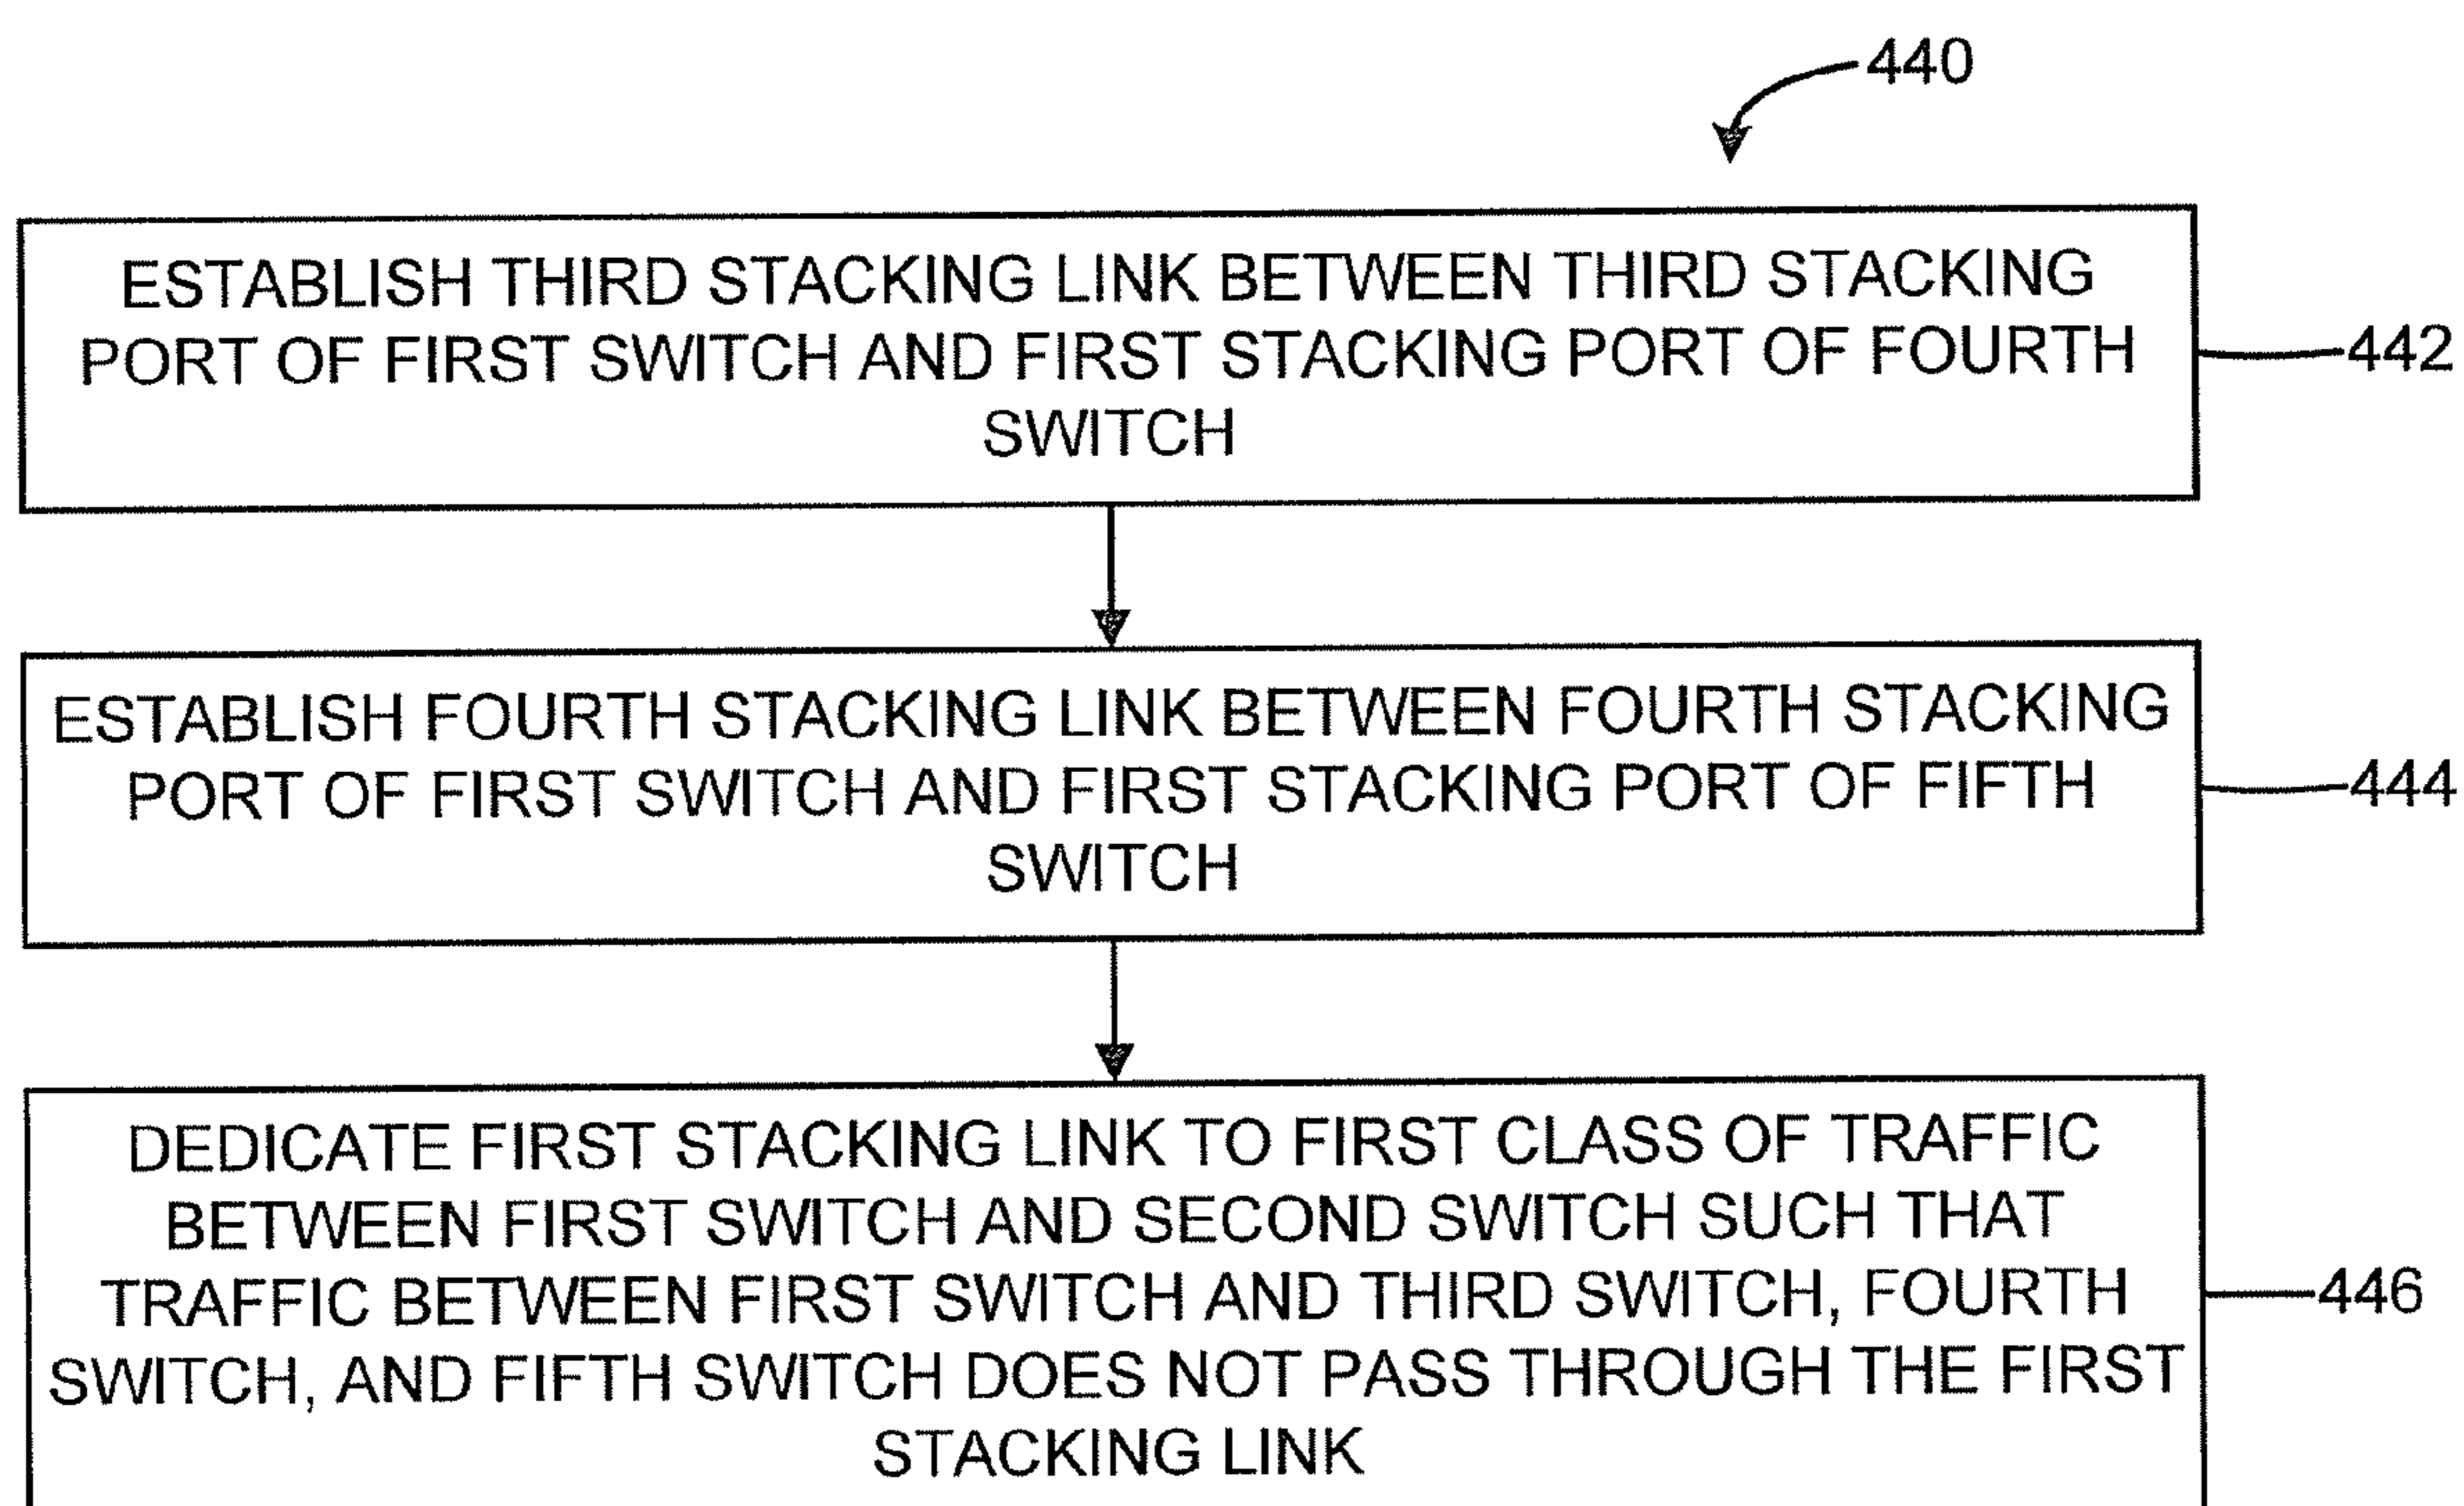 440
ESTABLISH THIRD STACKING LINK BETWEEN THIRD STACKING
PORT OF FIRST SWITCH AND FIRST STACKING PORT OF FOURTH
SWITCH
442
ESTABLISH FOURTH STACKING LINK BETWEEN FOURTH STACKING
PORT OF FIRST SWITCH AND FIRST STACKING PORT OF FIFTH
SWITCH
444
DEDICATE FIRST STACKING LINK TO FIRST CLASS OF TRAFFIC
BETWEEN FIRST SWITCH AND SECOND SWITCH SUCH THAT
TRAFFIC BETWEEN FIRST SWITCH AND THIRD SWITCH, FOURTH
SWITCH, AND FIFTH SWITCH DOES NOT PASS THROUGH THE FIRST
STACKING LINK
446